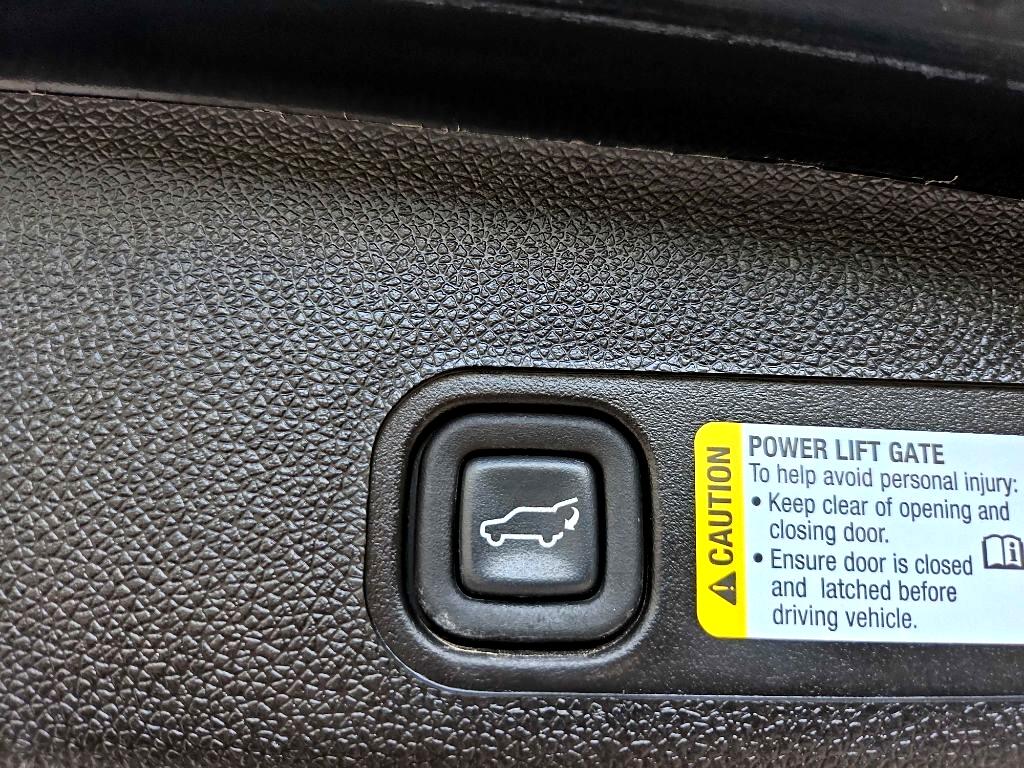 CAUTION
POWER LIFT GATE
To help avoid personal injury:
• Keep clear of opening and
closing door.
• Ensure door is closed
and latched before
driving vehicle.